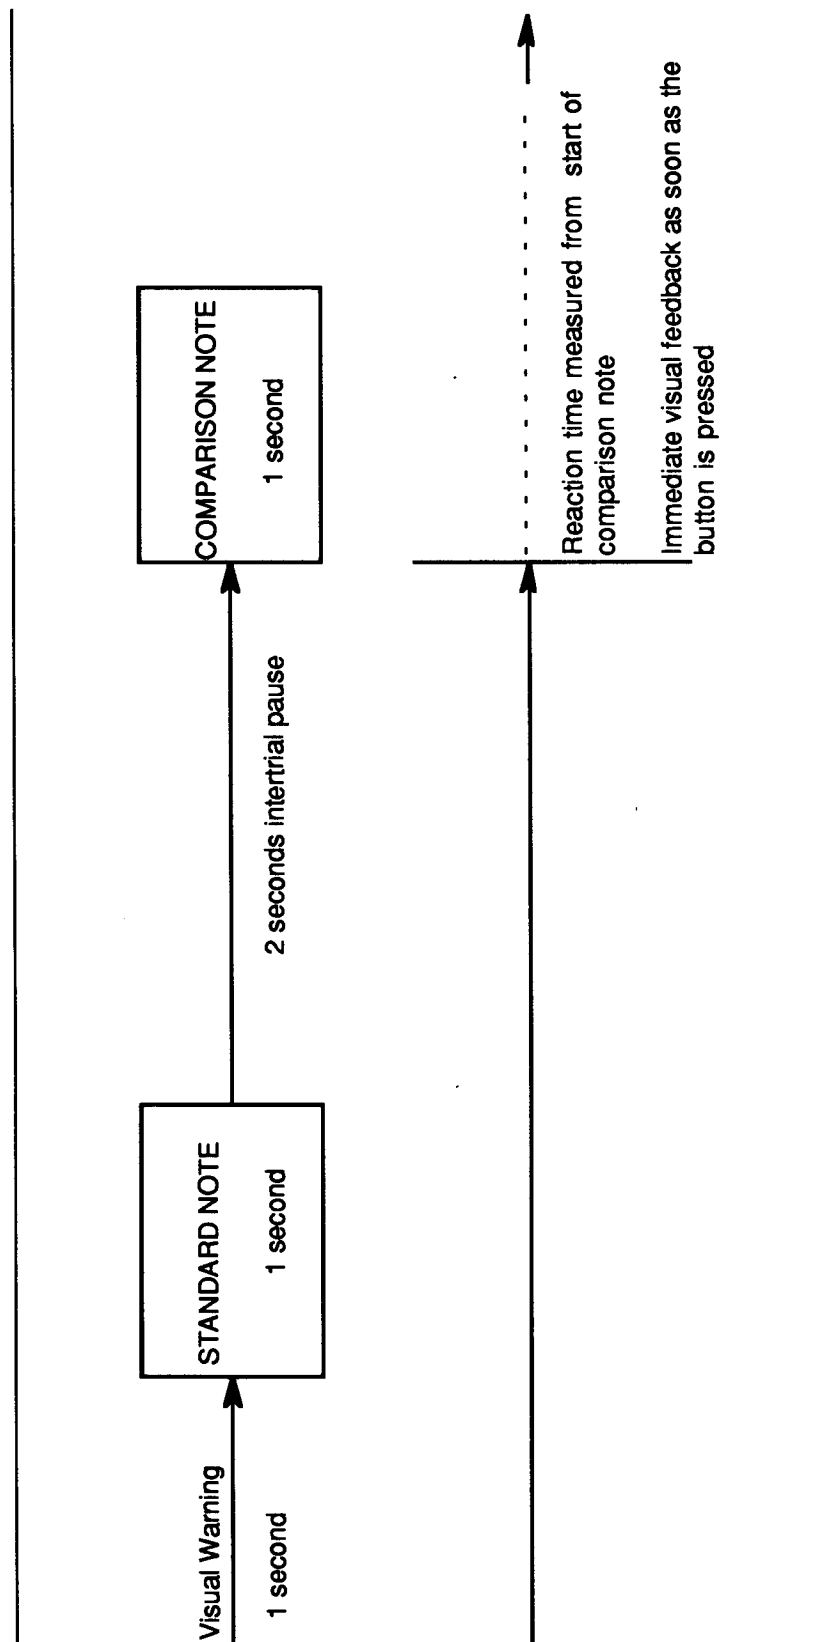 Visual Warning
1 second
STANDARD NOTE
1 second
2 seconds intertrial pause
COMPARISON NOTE
1 second
Reaction time measured from start of
comparison note
Immediate visual feedback as soon as the
button is pressed